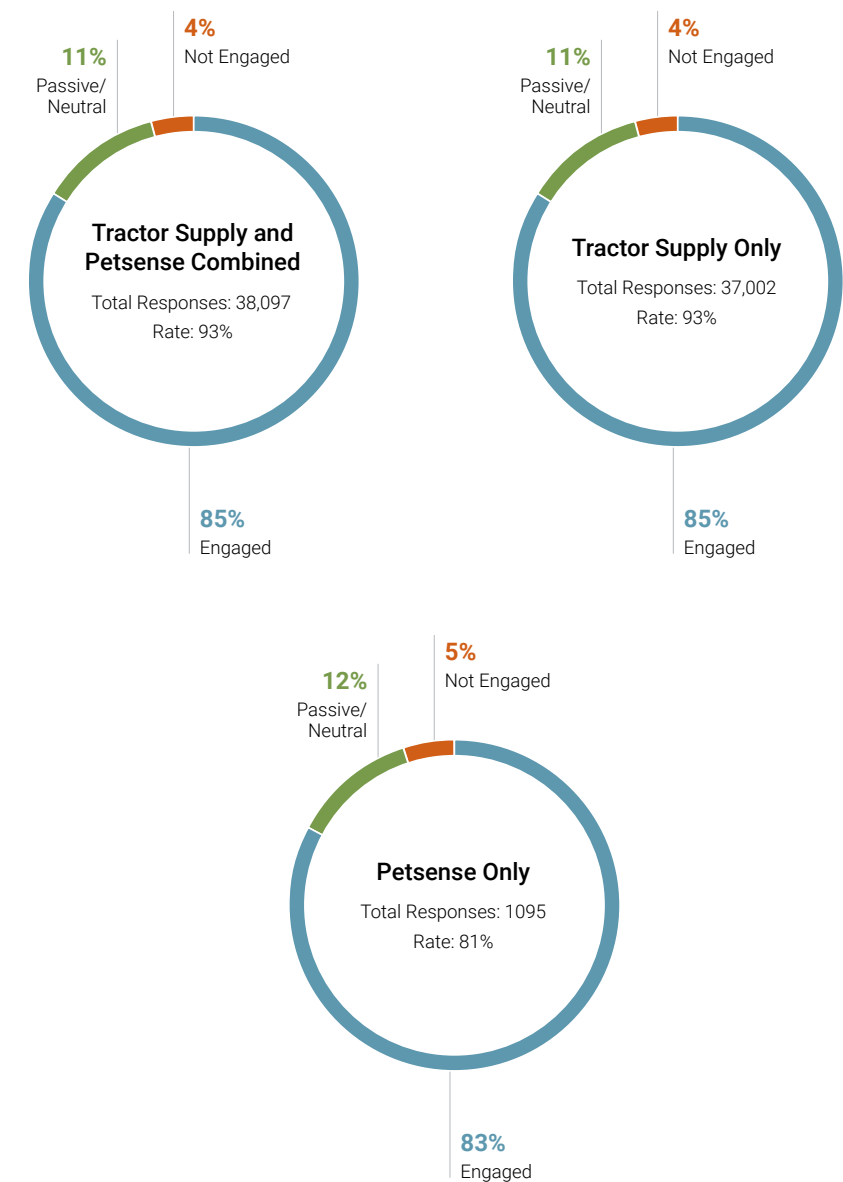 4%
Not Engaged
11%
Passive/
Neutral
Tractor Supply and
Petsense Combined
Total Responses: 38,097
Rate: 93%
85%
Engaged
4%
Not Engaged
11%
Passive/
Neutral
Tractor Supply Only
Total Responses: 37,002
Rate: 93%
85%
Engaged
5%
Not Engaged
12%
Passive/
Neutral
Petsense Only
Total Responses: 1095
Rate: 81%
83%
Engaged